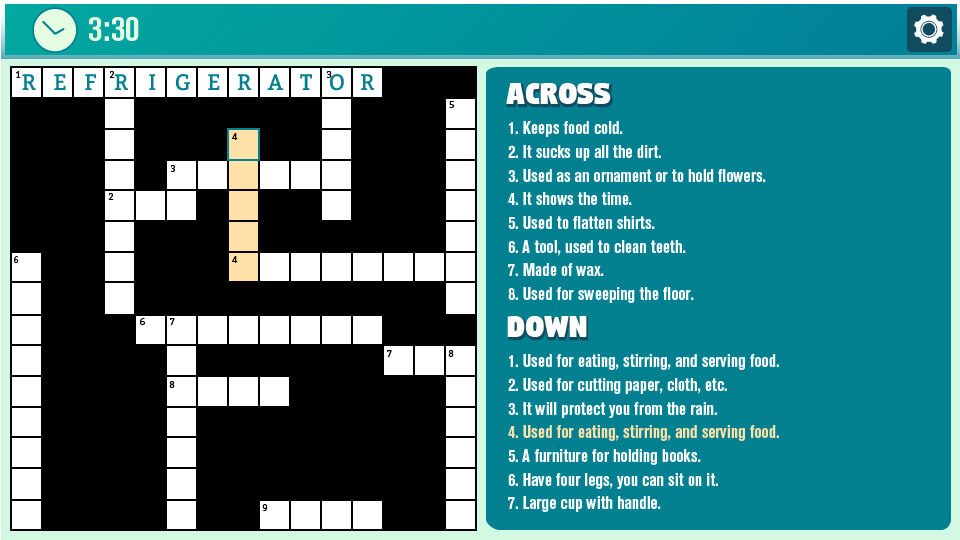 3:30
1 R E F 2 R I G E R A T 3 O R
5
4
3
2
6 4
6 7
7 8
8
9
ACROSS
1. Keeps food cold.
2. It sucks up all the dirt.
3. Used as an ornament or to hold flowers.
4. It shows the time.
5. Used to flatten shirts.
6. A tool, used to clean teeth.
7. Made of wax.
8. Used for sweeping the floor.
DOWN
1. Used for eating, stirring, and serving food.
2. Used for cutting paper, cloth, etc.
3. It will protect you from the rain.
4. Used for eating, stirring, and serving food.
5. A furniture for holding books.
6. Have four legs, you can sit on it.
7. Large cup with handle.